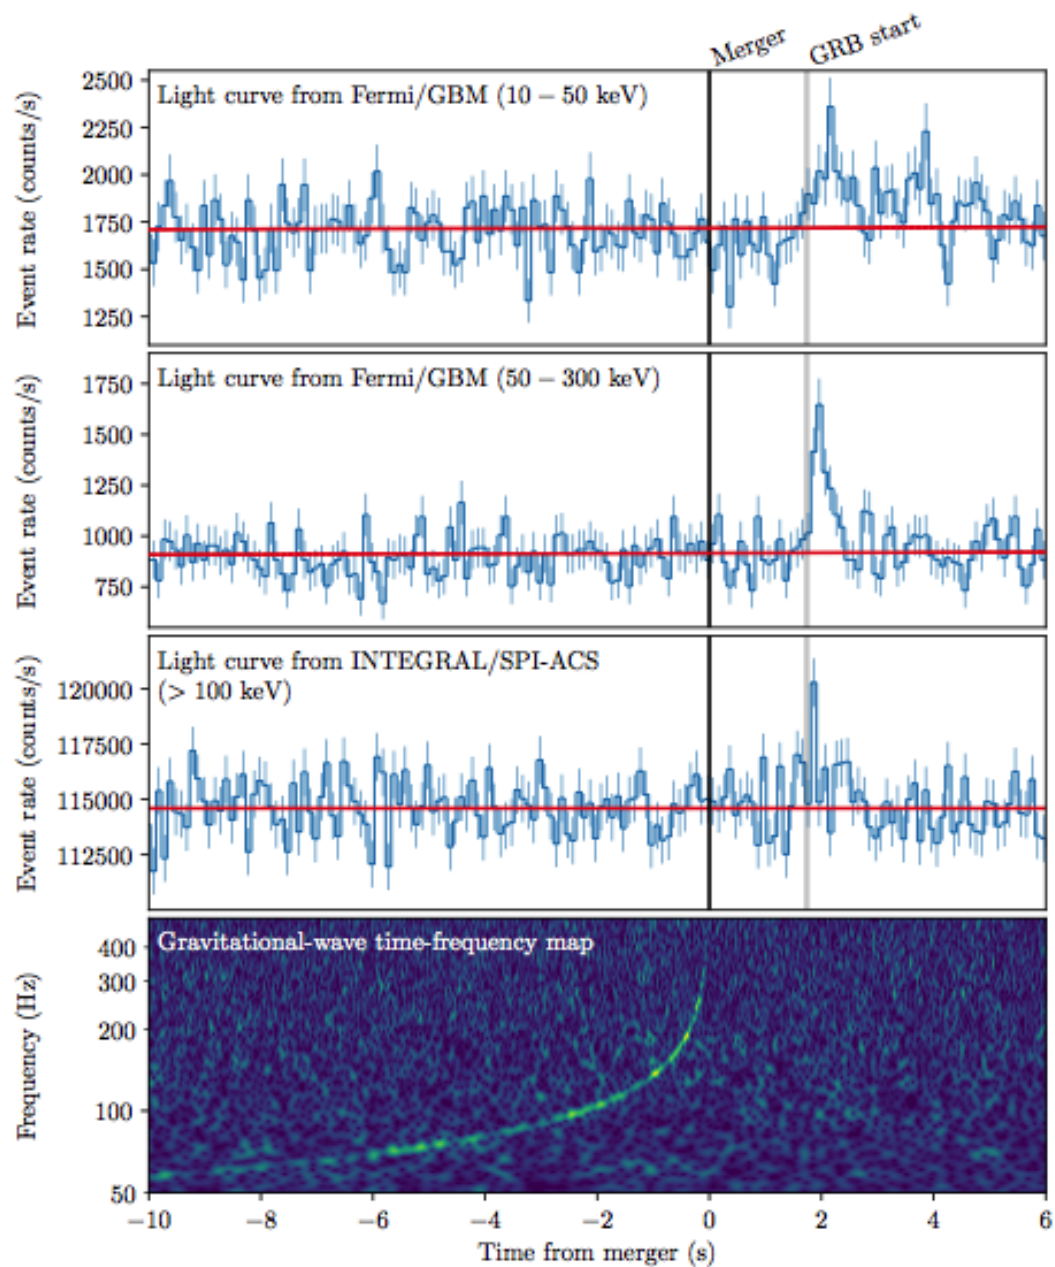 Merger
GRB start
Light curve from Fermi/GBM (10 − 50 keV)
Event rate (counts/s)
2500
2250
2000
1750
1500
1250
Light curve from Fermi/GBM (50 − 300 keV)
Event rate (counts/s)
1750
1500
1250
1000
750
Light curve from INTEGRAL/SPI-ACS
(> 100 keV)
Event rate (counts/s)
120000
117500
115000
112500
Gravitational-wave time-frequency map
Frequency (Hz)
400
300
200
100
50
−10 −8 −6 −4 −2 0 2 4 6
Time from merger (s)